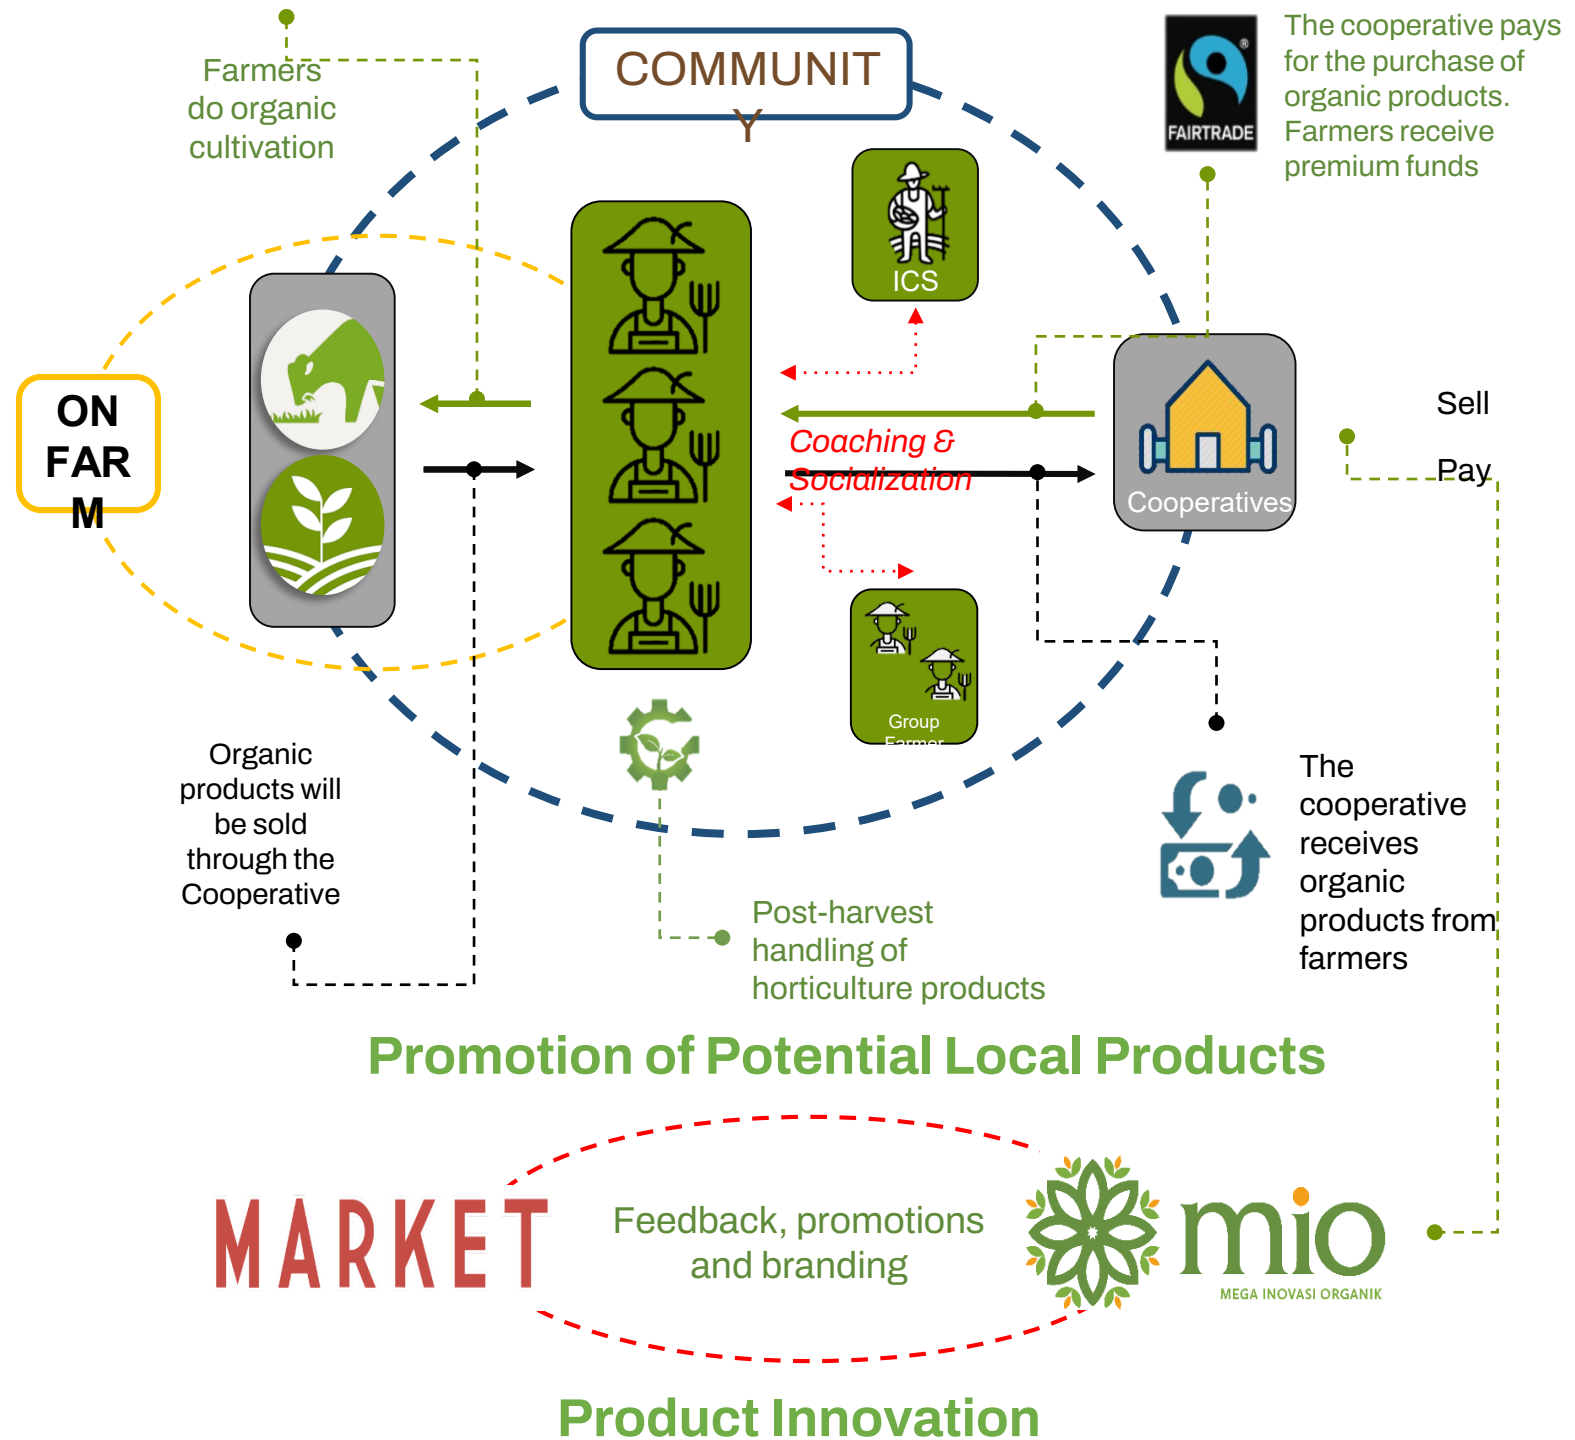 Farmers
do organic
cultivation
COMMUNIT
Y
FAIRTRADE
®
The cooperative pays
for the purchase of
organic products.
Farmers receive
premium funds
ICS
ON
FAR
M
Coaching &
Socialization
Cooperatives
Sell
Pay
Group
Farmer
Organic
products will
be sold
through the
Cooperative
The
cooperative
receives
organic
products from
farmers
Post-harvest
handling of
horticulture products
Promotion of Potential Local Products
MARKET
Feedback, promotions
and branding
mio
MEGA INOVASI ORGANIK
Product Innovation